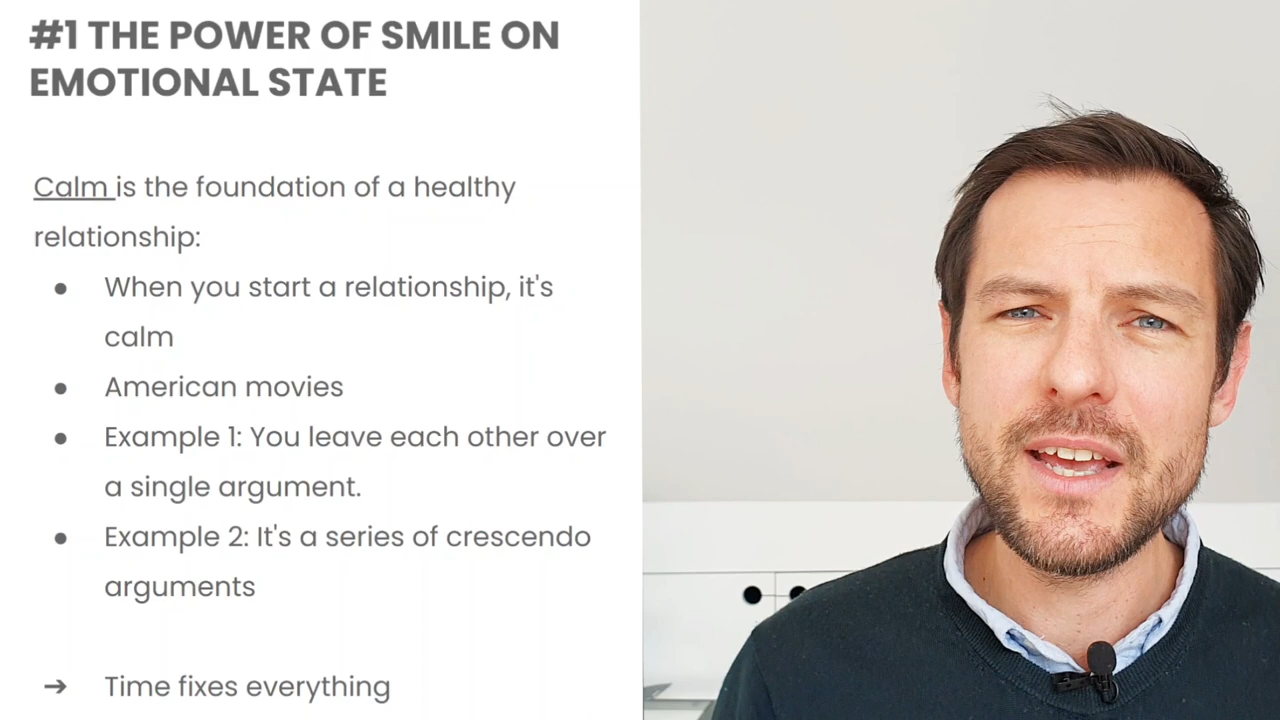 #1 THE POWER OF SMILE ON
EMOTIONAL STATE
Calm is the foundation of a healthy
relationship:
● When you start a relationship, it's
calm
● American movies
● Example 1: You leave each other over
a single argument.
● Example 2: It's a series of crescendo
arguments
➔ Time fixes everything